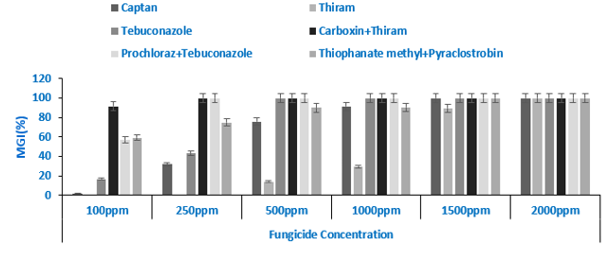 Captan Thiram
Tebuconazole Carboxin+Thiram
Prochloraz+Tebuconazole Thiophanate methyl+Pyraclostrobin
MGI(%)
120
100
80
60
40
20
0
100ppm 250ppm 500ppm 1000ppm 1500ppm 2000ppm
Fungicide Concentration